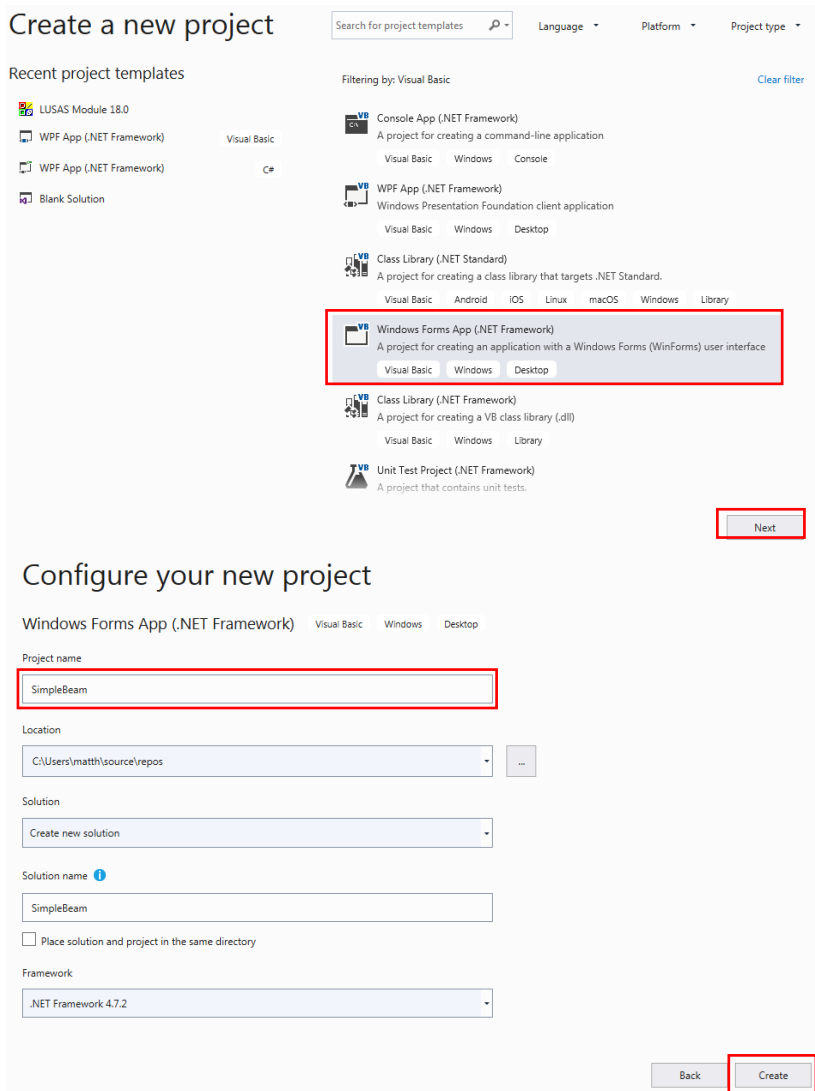 Create a new project
Search for project templates
Language
Platform
Project type
Recent project templates
Filtering by: Visual Basic
Clear filter
LUSAS Module 18.0
WPF App (.NET Framework)
Visual Basic
WPF App (.NET Framework)
C#
Blank Solution
VB
C:\
Console App (.NET Framework)
A project for creating a command-line application
Visual Basic Windows Console
VB
WPF App (.NET Framework)
Windows Presentation Foundation client application
Visual Basic Windows Desktop
VB
Class Library (.NET Standard)
A project for creating a class library that targets .NET Standard.
Visual Basic Android iOS Linux macOS Windows Library
VB
Windows Forms App (.NET Framework)
A project for creating an application with a Windows Forms (WinForms) user interface
Visual Basic Windows Desktop
VB
Class Library (.NET Framework)
A project for creating a VB class library (.dll)
Visual Basic Windows Library
VB
Unit Test Project (.NET Framework)
A project that contains unit tests.
Next
Configure your new project
Windows Forms App (.NET Framework) Visual Basic Windows Desktop
Project name
SimpleBeam
Location
C:\Users\matth\source\repos
...
Solution
Create new solution
Solution name
SimpleBeam
Place solution and project in the same directory
Framework
.NET Framework 4.7.2
Back
Create